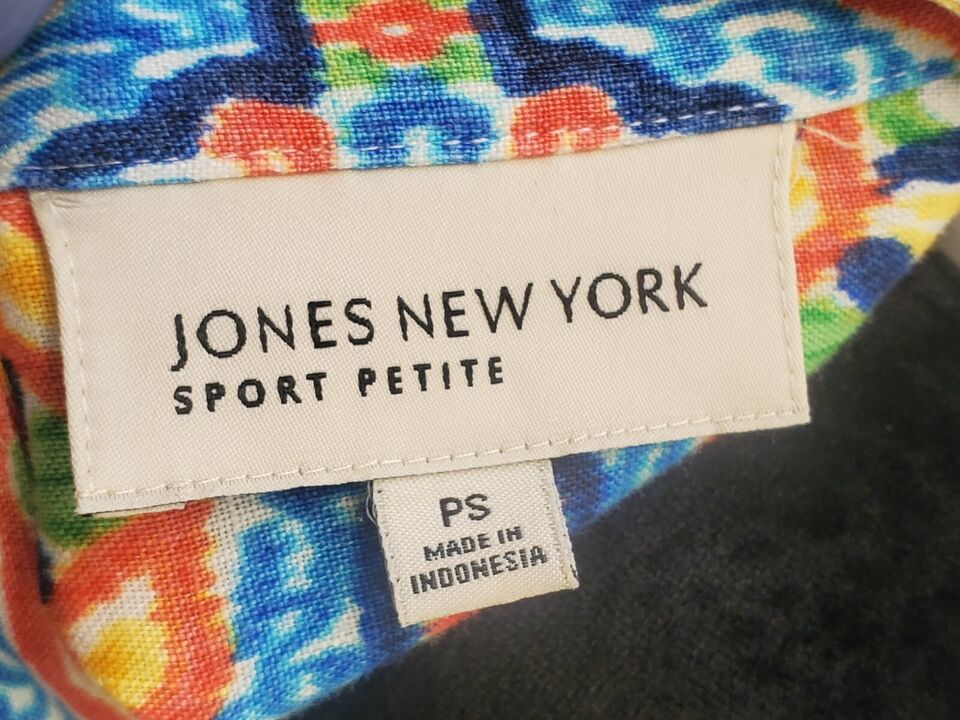 JONES NEW YORK
SPORT PETITE
PS
MADE IN
INDONESIA